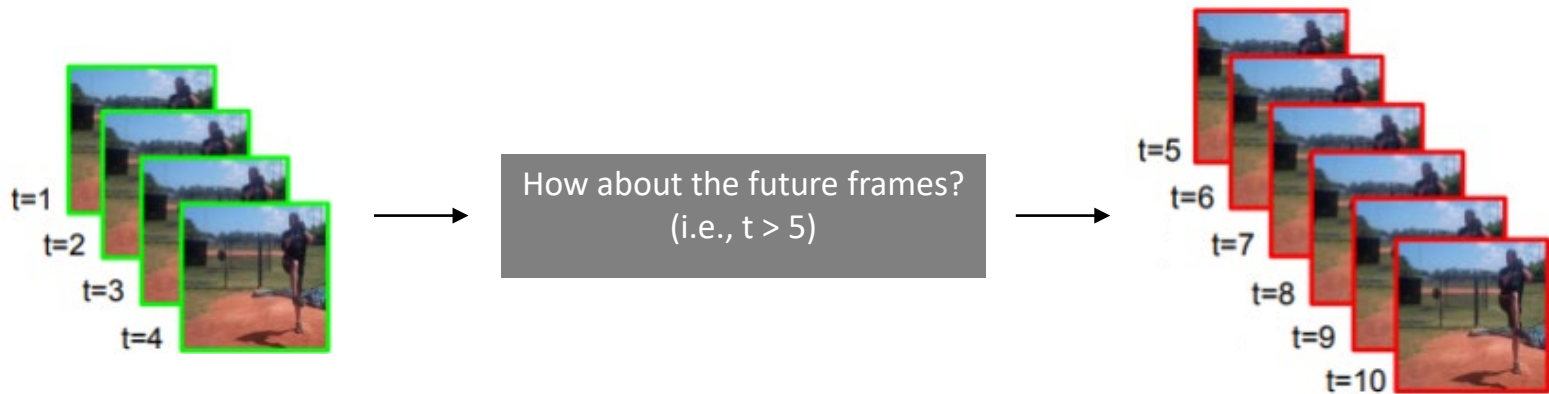 t=1
t=2
t=3
t=4
How about the future frames?
(i.e., t > 5)
t=5
t=6
t=7
t=8
t=9
t=10